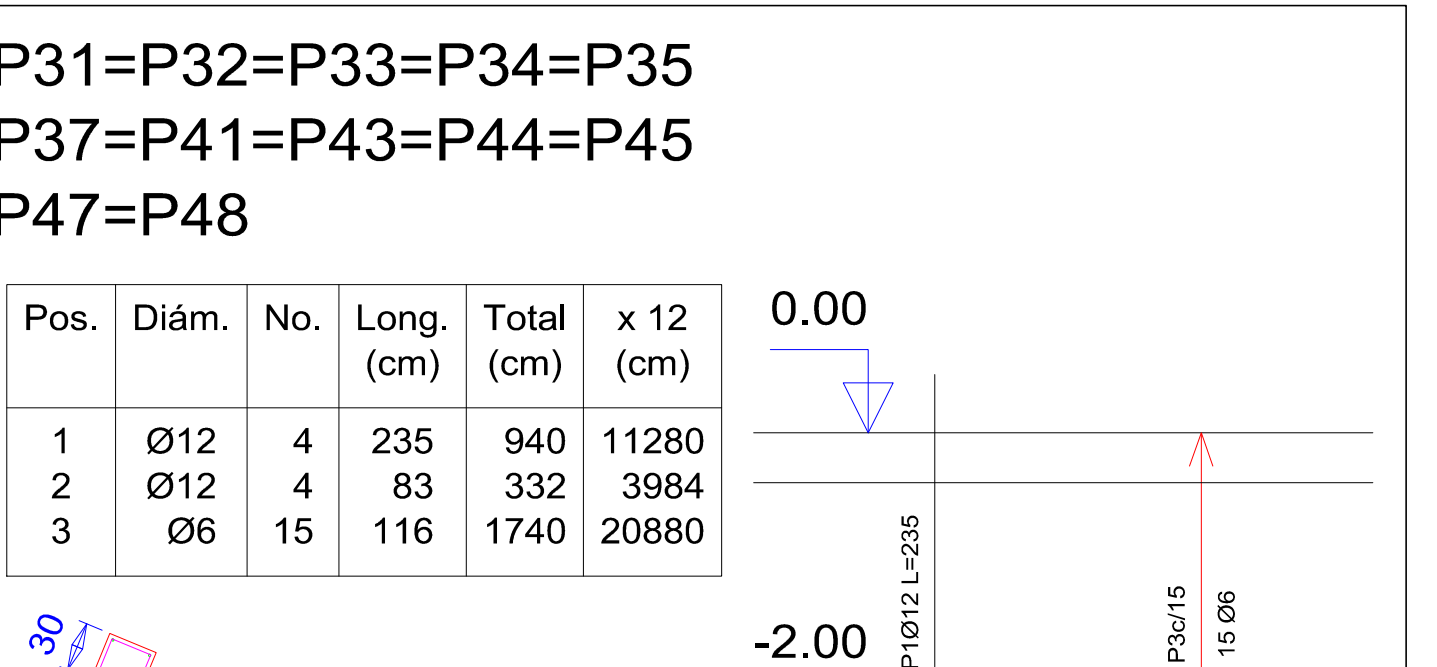 P31=P32=P33=P34=P35
P37=P41=P43=P44=P45
P47=P48
Pos. Diám. No. Long. (cm) Total (cm) x 12 (cm)
1 Ø12 4 235 940 11280
2 Ø12 4 83 332 3984
3 Ø6 15 116 1740 20880
0.00
-2.00
P1Ø12 L=235
P3c/15
15 Ø6
30